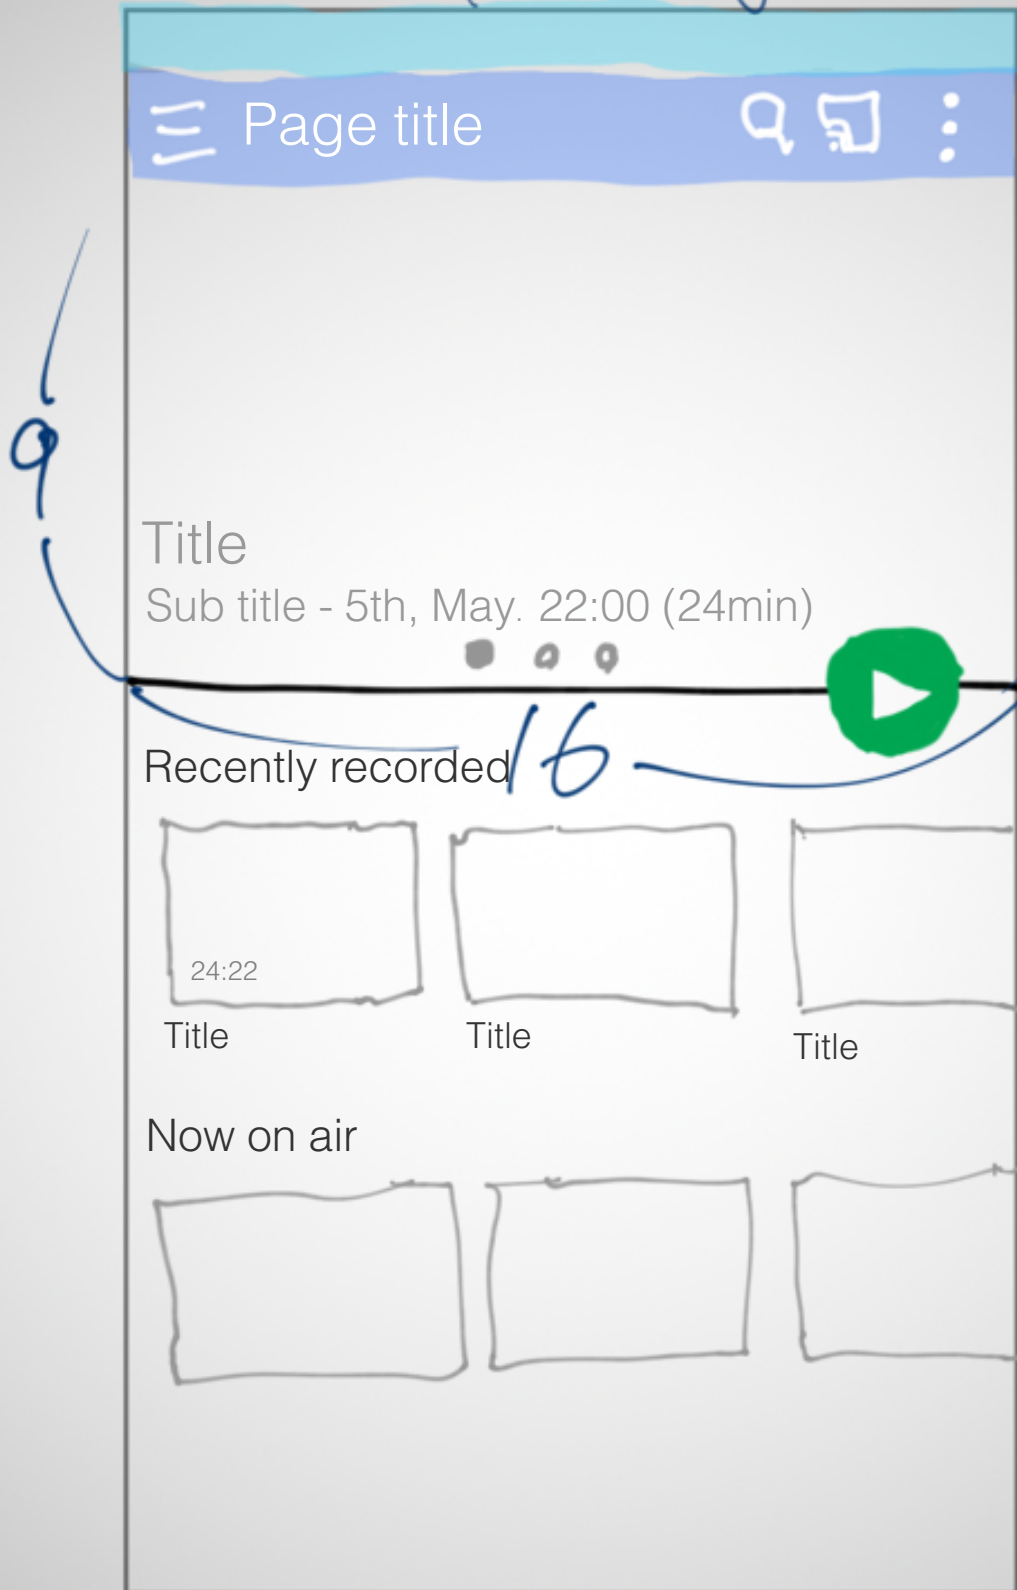 Page title
9
Title
Sub title - 5th, May. 22:00 (24min)
16
Recently recorded
24:22
Title Title Title
Now on air